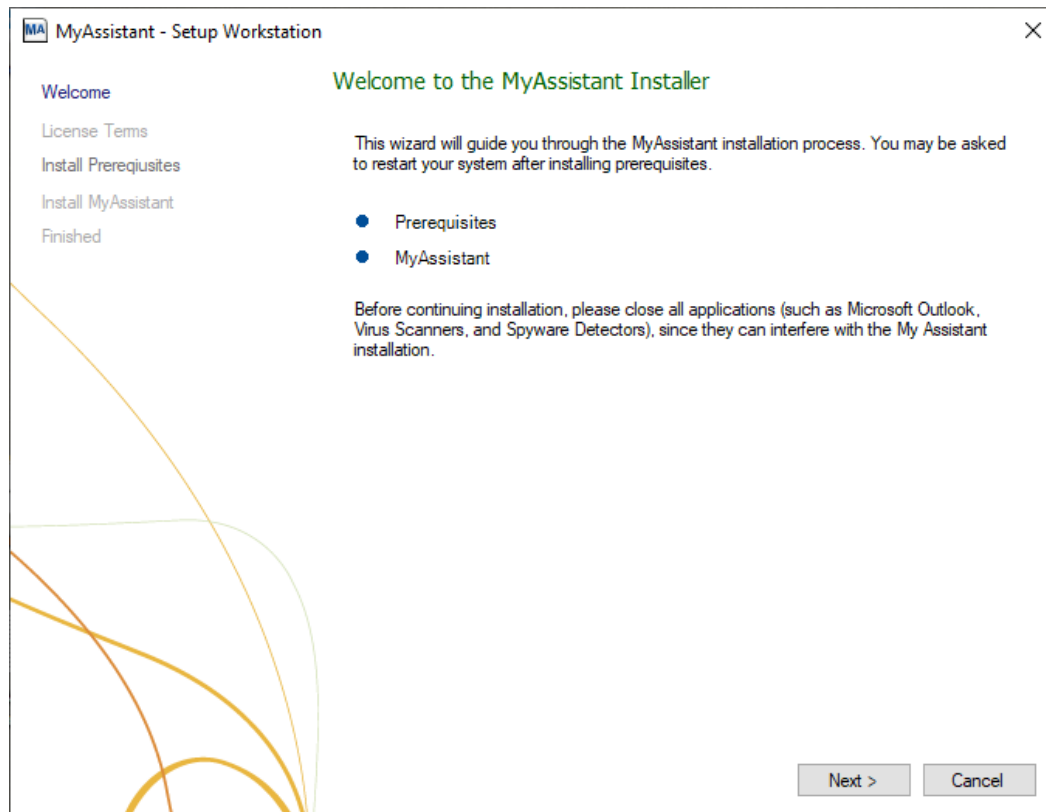 MA MyAssistant - Setup Workstation
Welcome
License Terms
Install Prereqiusites
Install MyAssistant
Finished
Welcome to the MyAssistant Installer
This wizard will guide you through the MyAssistant installation process. You may be asked
to restart your system after installing prerequisites.
Prerequisites
MyAssistant
Before continuing installation, please close all applications (such as Microsoft Outlook,
Virus Scanners, and Spyware Detectors), since they can interfere with the My Assistant
installation.
Next >
Cancel